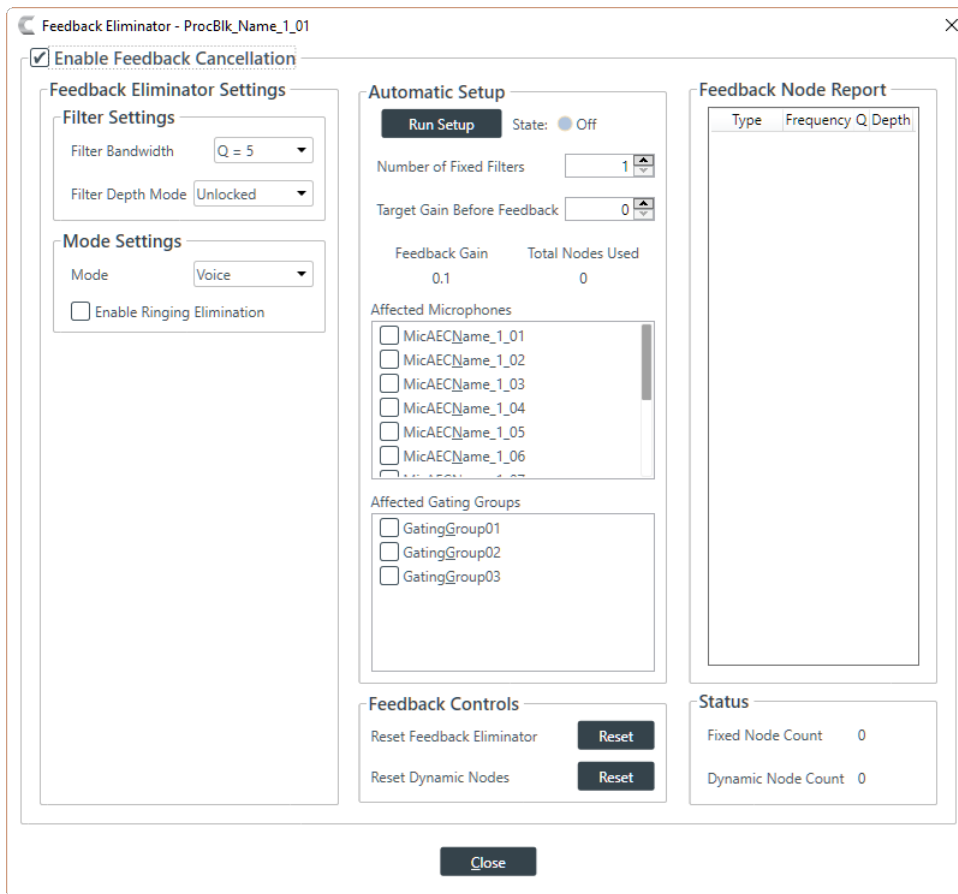 Feedback Eliminator - ProcBlk_Name_1_01
Enable Feedback Cancellation
Feedback Eliminator Settings
Filter Settings
Filter Bandwidth Q = 5
Filter Depth Mode Unlocked
Mode Settings
Mode Voice
Enable Ringing Elimination
Automatic Setup
Run Setup State: Off
Number of Fixed Filters 1
Target Gain Before Feedback 0
Feedback Gain Total Nodes Used
0.1 0
Affected Microphones
MicAECName_1_01
MicAECName_1_02
MicAECName_1_03
MicAECName_1_04
MicAECName_1_05
MicAECName_1_06
Affected Gating Groups
GatingGroup01
GatingGroup02
GatingGroup03
Feedback Controls
Reset Feedback Eliminator Reset
Reset Dynamic Nodes Reset
Feedback Node Report
Type Frequency Q Depth
Status
Fixed Node Count 0
Dynamic Node Count 0
Close